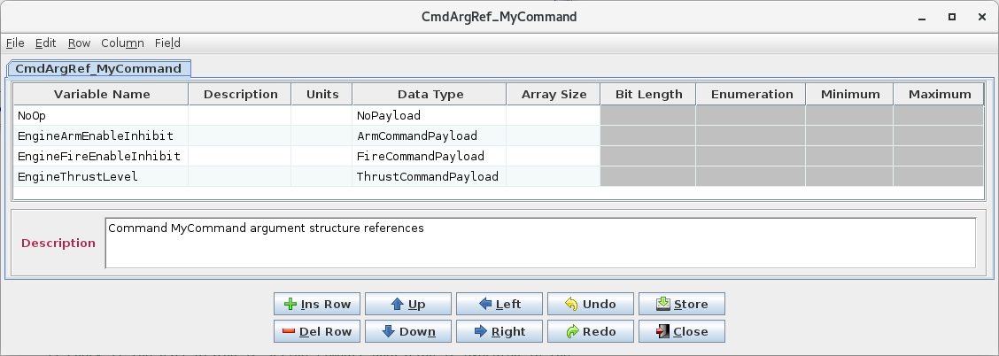 CmdArgRef_MyCommand
File Edit Row Column Field
CmdArgRef_MyCommand
Variable Name Description Units Data Type Array Size Bit Length Enumeration Minimum Maximum
NoOp NoPayload
EngineArmEnableInhibit ArmCommandPayload
EngineFireEnableInhibit FireCommandPayload
EngineThrustLevel ThrustCommandPayload
Description Command MyCommand argument structure references
Ins Row Up Left Undo Store
Del Row Down Right Redo Close